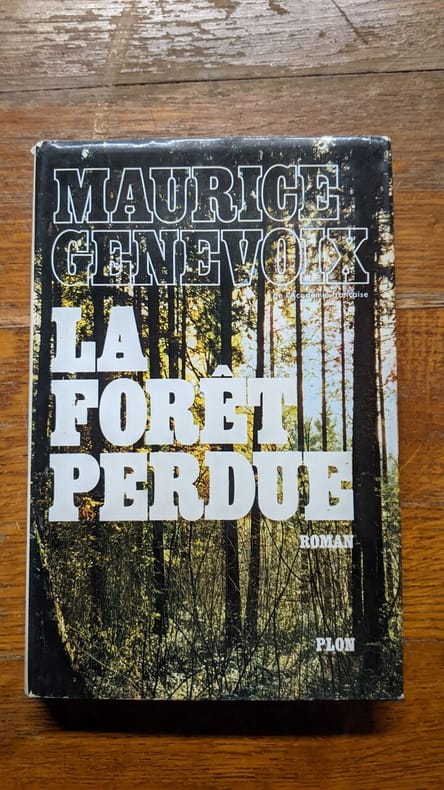 MAURICE
GENEVOIX
de l'Académie française
LA
FORÊT
PERDUE
ROMAN
PLON